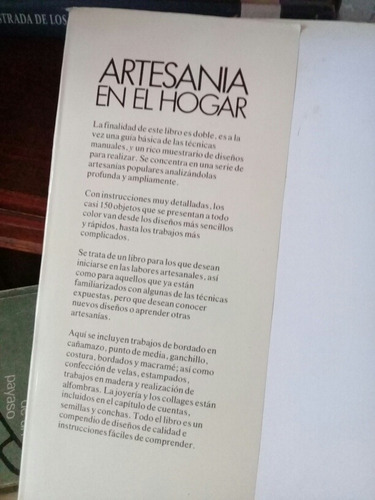 TRADA DE LOS
ARTESANIA
EN EL HOGAR
La finalidad de este libro es doble, es a la
vez una guía básica de las técnicas
manuales, y un rico muestrario de diseños
para realizar. Se concentra en una serie de
artesanías populares analizándolas
profunda y ampliamente.
Con instrucciones muy detalladas, los
casi 150 objetos que se presentan a todo
color van desde los diseños más sencillos
y rápidos, hasta los trabajos más
complicados.
Se trata de un libro para los que desean
iniciarse en las labores artesanales, así
como para aquellos que ya están
familiarizados con algunas de las técnicas
expuestas, pero que desean conocer
nuevos diseños o aprender otras
artesanías.
Aquí se incluyen trabajos de bordado en
cañamazo, punto de media, ganchillo,
costura, bordados y macramé; así como
confección de velas, estampados,
trabajos en madera y realización de
alfombras. La joyería y los collages están
incluidos en el capítulo de cuentas,
semillas y conchas. Todo el libro es un
compendio de diseños de calidad e
instrucciones fáciles de comprender.
payaso